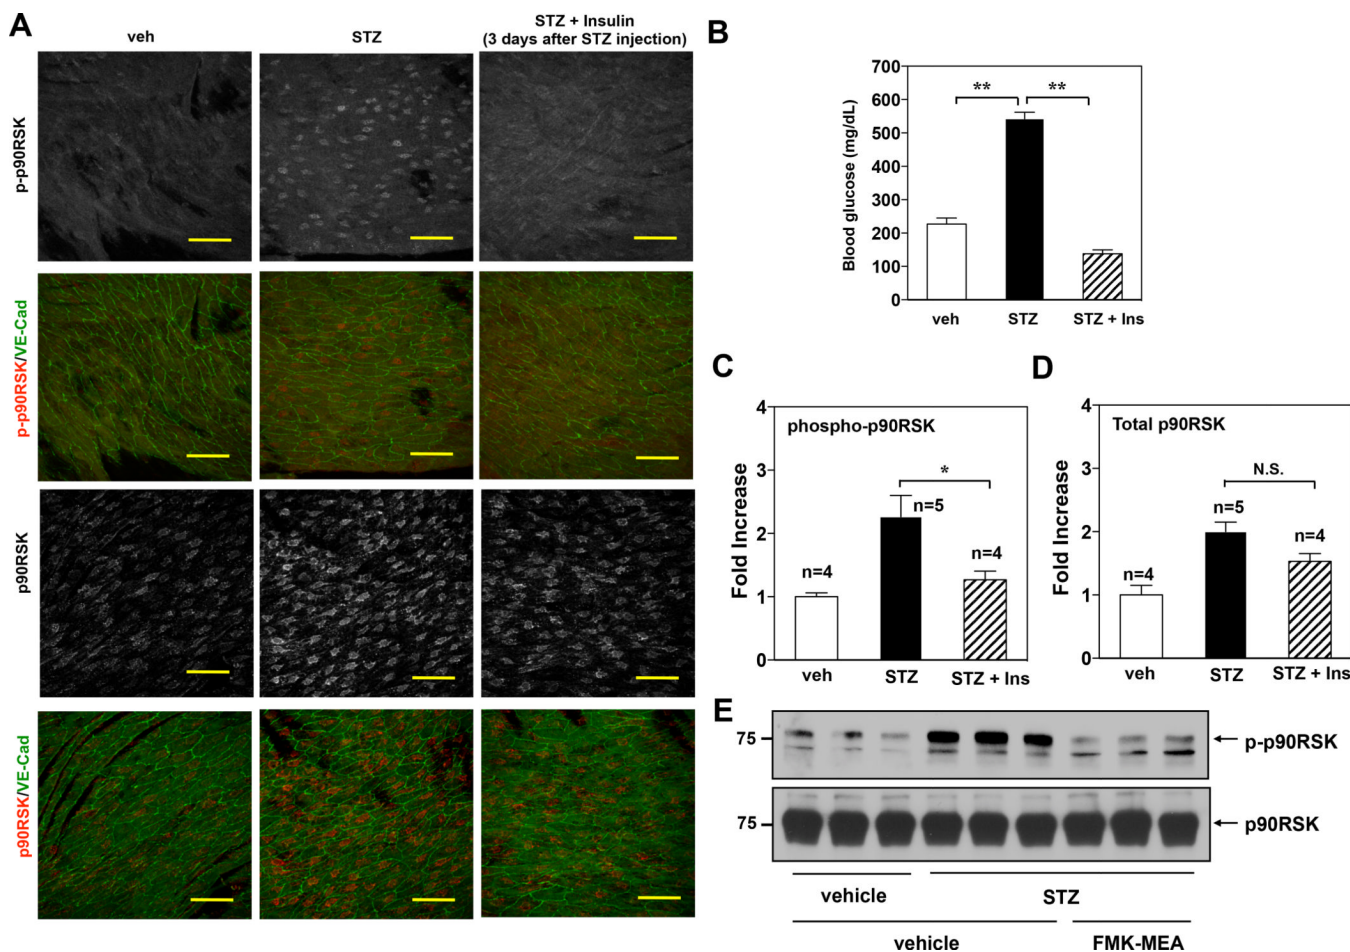 A
veh
STZ
STZ + Insulin
(3 days after STZ injection)
p-p90RSK
p-p90RSK/VE-Cad
p90RSK
p90RSK/VE-Cad
B
Blood glucose (mg/dL)
700
600
500
400
300
200
100
0
** **
veh STZ STZ + Ins
C
phospho-p90RSK
Fold Increase
4
3
2
1
0
*
n=4
n=5
n=4
veh STZ STZ + Ins
D
Total p90RSK
Fold Increase
4
3
2
1
0
N.S.
n=4
n=5
n=4
veh STZ STZ + Ins
E
75
p-p90RSK
75
p90RSK
vehicle STZ
vehicle FMK-MEA